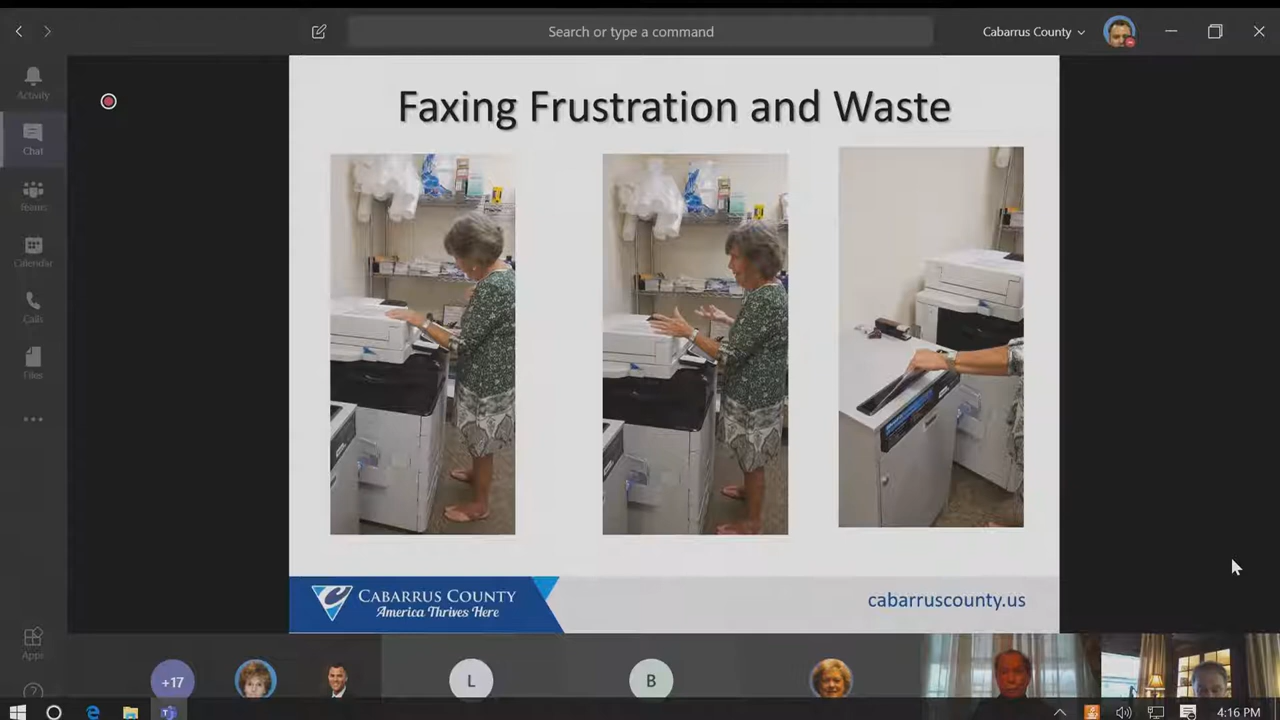 Search or type a command
Cabarrus County
Activity
Chat
Teams
Calendar
Calls
Files
Apps
Faxing Frustration and Waste
CABARRUS COUNTY
America Thrives Here
cabarruscounty.us
+17
L
B
4:16 PM